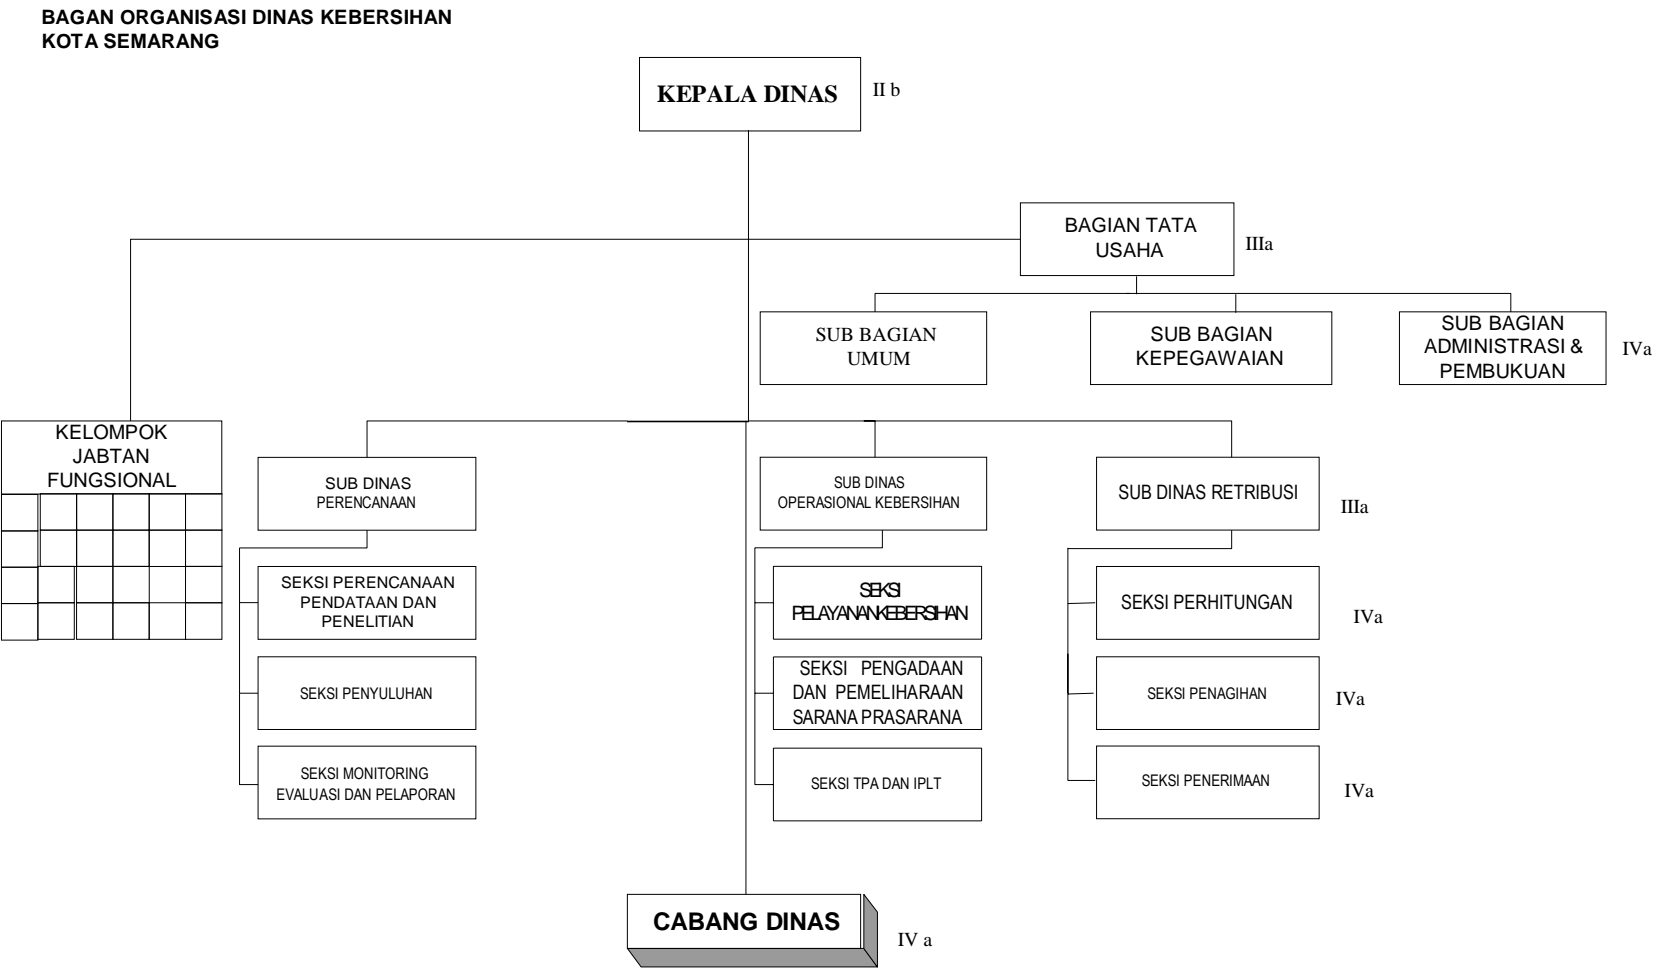 BAGAN ORGANISASI DINAS KEBERSIHAN
KOTA SEMARANG
KEPALA DINAS
II b
BAGIAN TATA
USAHA
IIIa
SUB BAGIAN
UMUM
SUB BAGIAN
KEPEGAWAIAN
SUB BAGIAN
ADMINISTRASI &
PEMBUKUAN
IVa
KELOMPOK
JABTAN
FUNGSIONAL
SUB DINAS
PERENCANAAN
SUB DINAS
OPERASIONAL KEBERSIHAN
SUB DINAS RETRIBUSI
IIIa
SEKSI PERENCANAAN
PENDATAAN DAN
PENELITIAN
SEKSI
PELAYANAN KEBERSIHAN
SEKSI PERHITUNGAN
IVa
SEKSI PENYULUHAN
SEKSI PENGADAAN
DAN PEMELIHARAAN
SARANA PRASARANA
SEKSI PENAGIHAN
IVa
SEKSI MONITORING
EVALUASI DAN PELAPORAN
SEKSI TPA DAN IPLT
SEKSI PENERIMAAN
IVa
CABANG DINAS
IV a